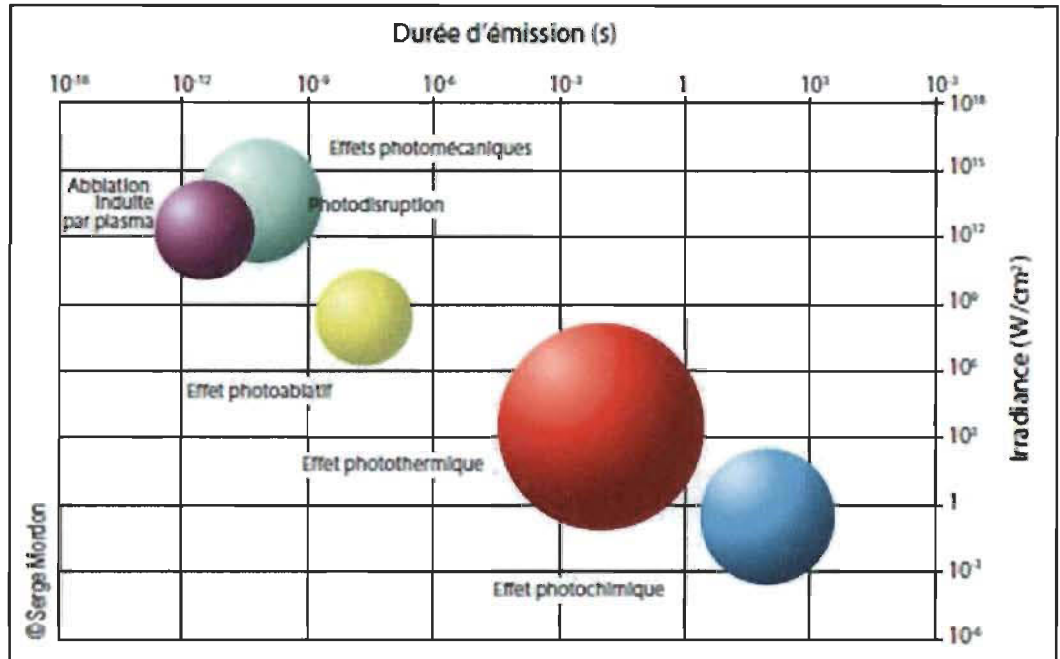 Durée d'émission (s)
10⁻¹⁶ 10⁻¹² 10⁻⁹ 10⁻⁶ 10⁻³ 1 10³ 10⁻³
10¹⁸
Effets photomécaniques
10¹⁵
Abblation
induite
par plasma
Photodisruption
10¹²
10⁹
10⁶
Effet photoablatif
10³
Effet photothermique
1
10⁻³
Effet photochimique
10⁻⁶
Irradiance (W/cm²)
©Serge Mordon